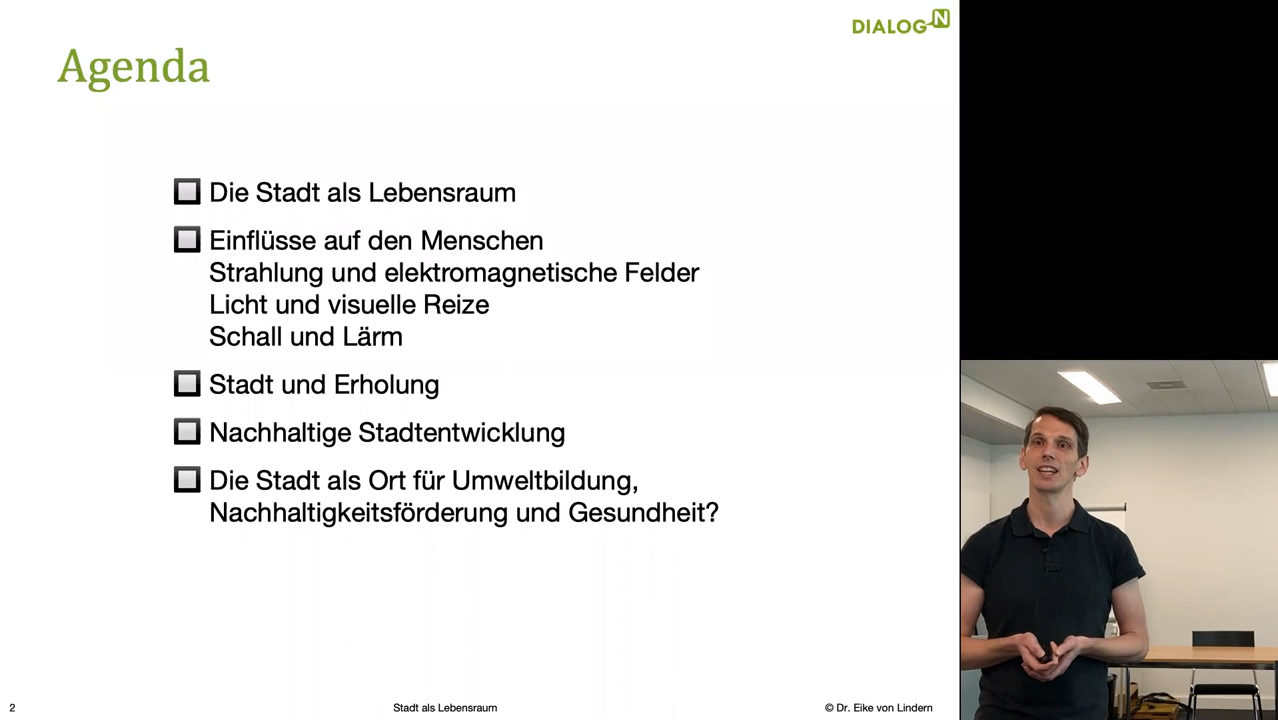 DIALOG N
Agenda
Die Stadt als Lebensraum
Einflüsse auf den Menschen
Strahlung und elektromagnetische Felder
Licht und visuelle Reize
Schall und Lärm
Stadt und Erholung
Nachhaltige Stadtentwicklung
Die Stadt als Ort für Umweltbildung,
Nachhaltigkeitsförderung und Gesundheit?
2
Stadt als Lebensraum
© Dr. Eike von Lindern